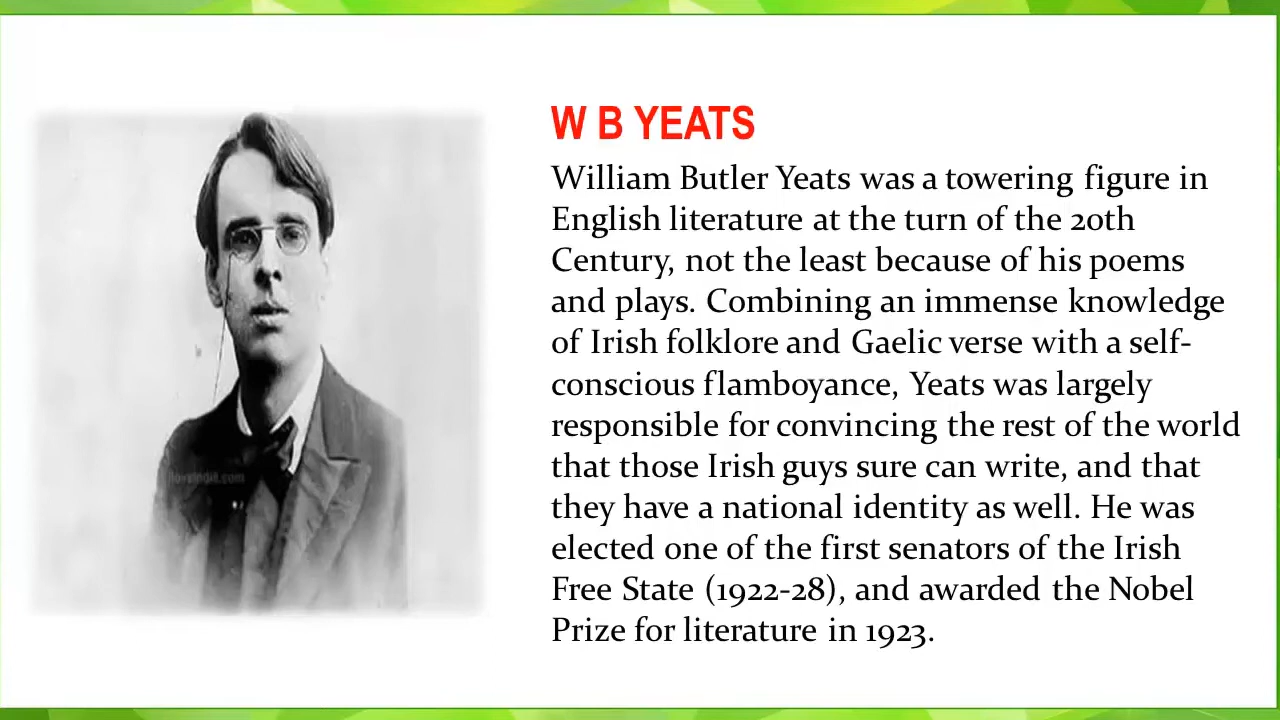 W B YEATS
William Butler Yeats was a towering figure in
English literature at the turn of the 20th
Century, not the least because of his poems
and plays. Combining an immense knowledge
of Irish folklore and Gaelic verse with a self-
conscious flamboyance, Yeats was largely
responsible for convincing the rest of the world
that those Irish guys sure can write, and that
they have a national identity as well. He was
elected one of the first senators of the Irish
Free State (1922-28), and awarded the Nobel
Prize for literature in 1923.